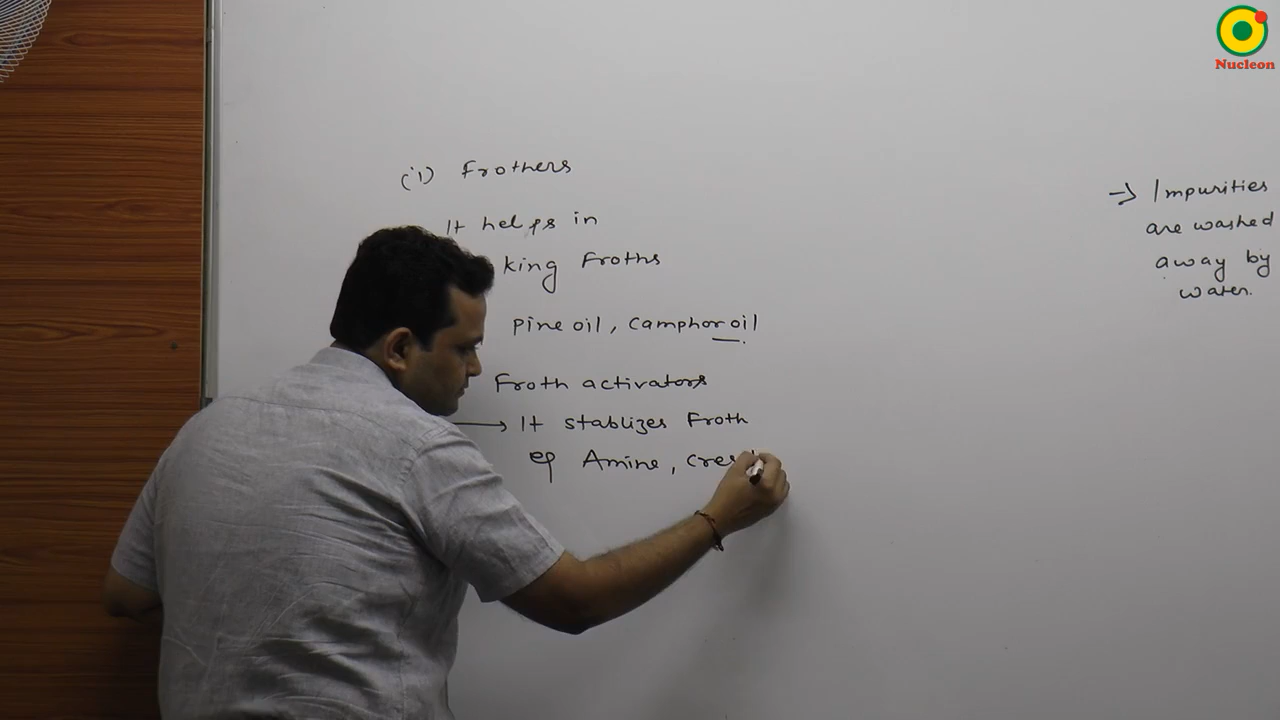 Nucleon
(1) Frothers
It helps in
king Froths
Pine oil, Camphor oil
Froth activators
→ It stablizes Froth
eg Amine,
→ Impurities
are washed
away by
water.